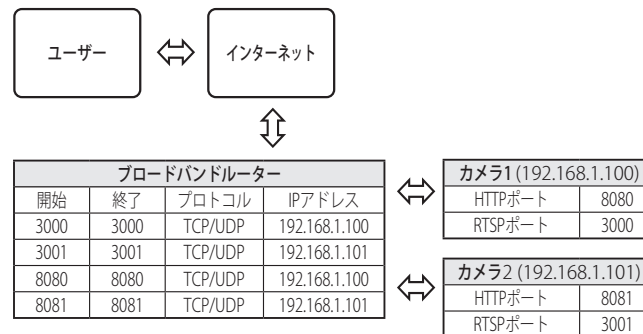 ユーザー
インターネット
ブロードバンドルーター
開始 終了 プロトコル IPアドレス
3000 3000 TCP/UDP 192.168.1.100
3001 3001 TCP/UDP 192.168.1.101
8080 8080 TCP/UDP 192.168.1.100
8081 8081 TCP/UDP 192.168.1.101
カメラ1 (192.168.1.100)
HTTPポート 8080
RTSPポート 3000
カメラ2 (192.168.1.101)
HTTPポート 8081
RTSPポート 3001